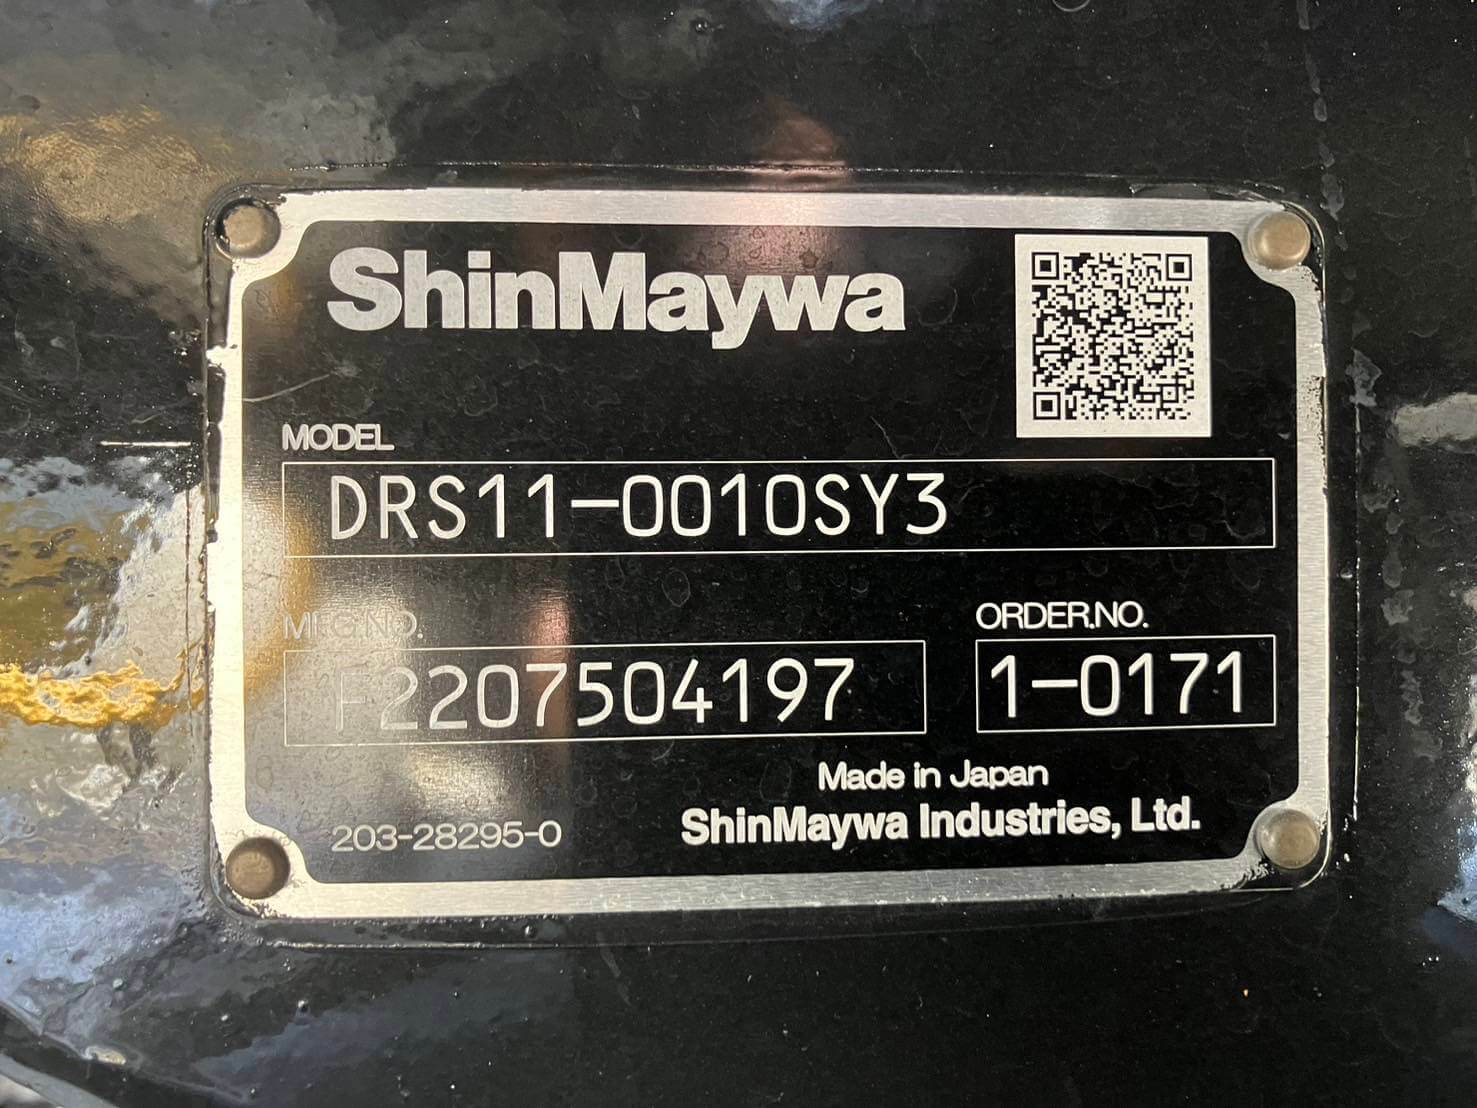 ShinMaywa
MODEL
DRS11-0010SY3
MFG.NO.
ORDER.NO.
F2207504197
1-0171
Made in Japan
203-28295-0
ShinMaywa Industries, Ltd.